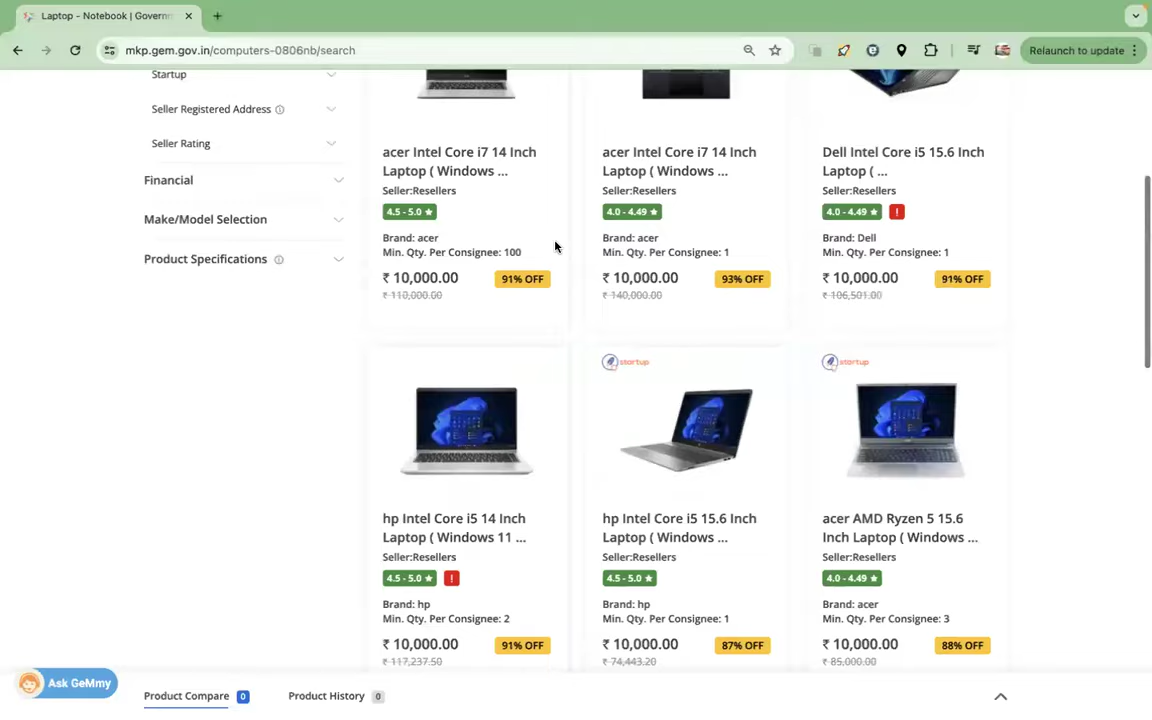 Laptop - Notebook | Governm
Relaunch to update
mkp.gem.gov.in/computers-0806nb/search
Startup
Seller Registered Address
Seller Rating
Financial
Make/Model Selection
Product Specifications
acer Intel Core i7 14 Inch
Laptop ( Windows ...
Seller:Resellers
4.5 - 5.0 ★
Brand: acer
Min. Qty. Per Consignee: 100
₹ 10,000.00
91% OFF
₹ 110,000.00
acer Intel Core i7 14 Inch
Laptop ( Windows ...
Seller:Resellers
4.0 - 4.49 ★
Brand: acer
Min. Qty. Per Consignee: 1
₹ 10,000.00
93% OFF
₹ 140,000.00
Dell Intel Core i5 15.6 Inch
Laptop ( ...
Seller:Resellers
4.0 - 4.49 ★ !
Brand: Dell
Min. Qty. Per Consignee: 1
₹ 10,000.00
91% OFF
₹ 106,501.00
hp Intel Core i5 14 Inch
Laptop ( Windows 11 ...
Seller:Resellers
4.5 - 5.0 ★ !
Brand: hp
Min. Qty. Per Consignee: 2
₹ 10,000.00
91% OFF
₹ 117,237.50
startup
hp Intel Core i5 15.6 Inch
Laptop ( Windows ...
Seller:Resellers
4.5 - 5.0 ★
Brand: hp
Min. Qty. Per Consignee: 1
₹ 10,000.00
87% OFF
₹ 74,443.20
startup
acer AMD Ryzen 5 15.6
Inch Laptop ( Windows ...
Seller:Resellers
4.0 - 4.49 ★
Brand: acer
Min. Qty. Per Consignee: 3
₹ 10,000.00
88% OFF
₹ 85,000.00
Ask GeMmy
Product Compare 0
Product History 0